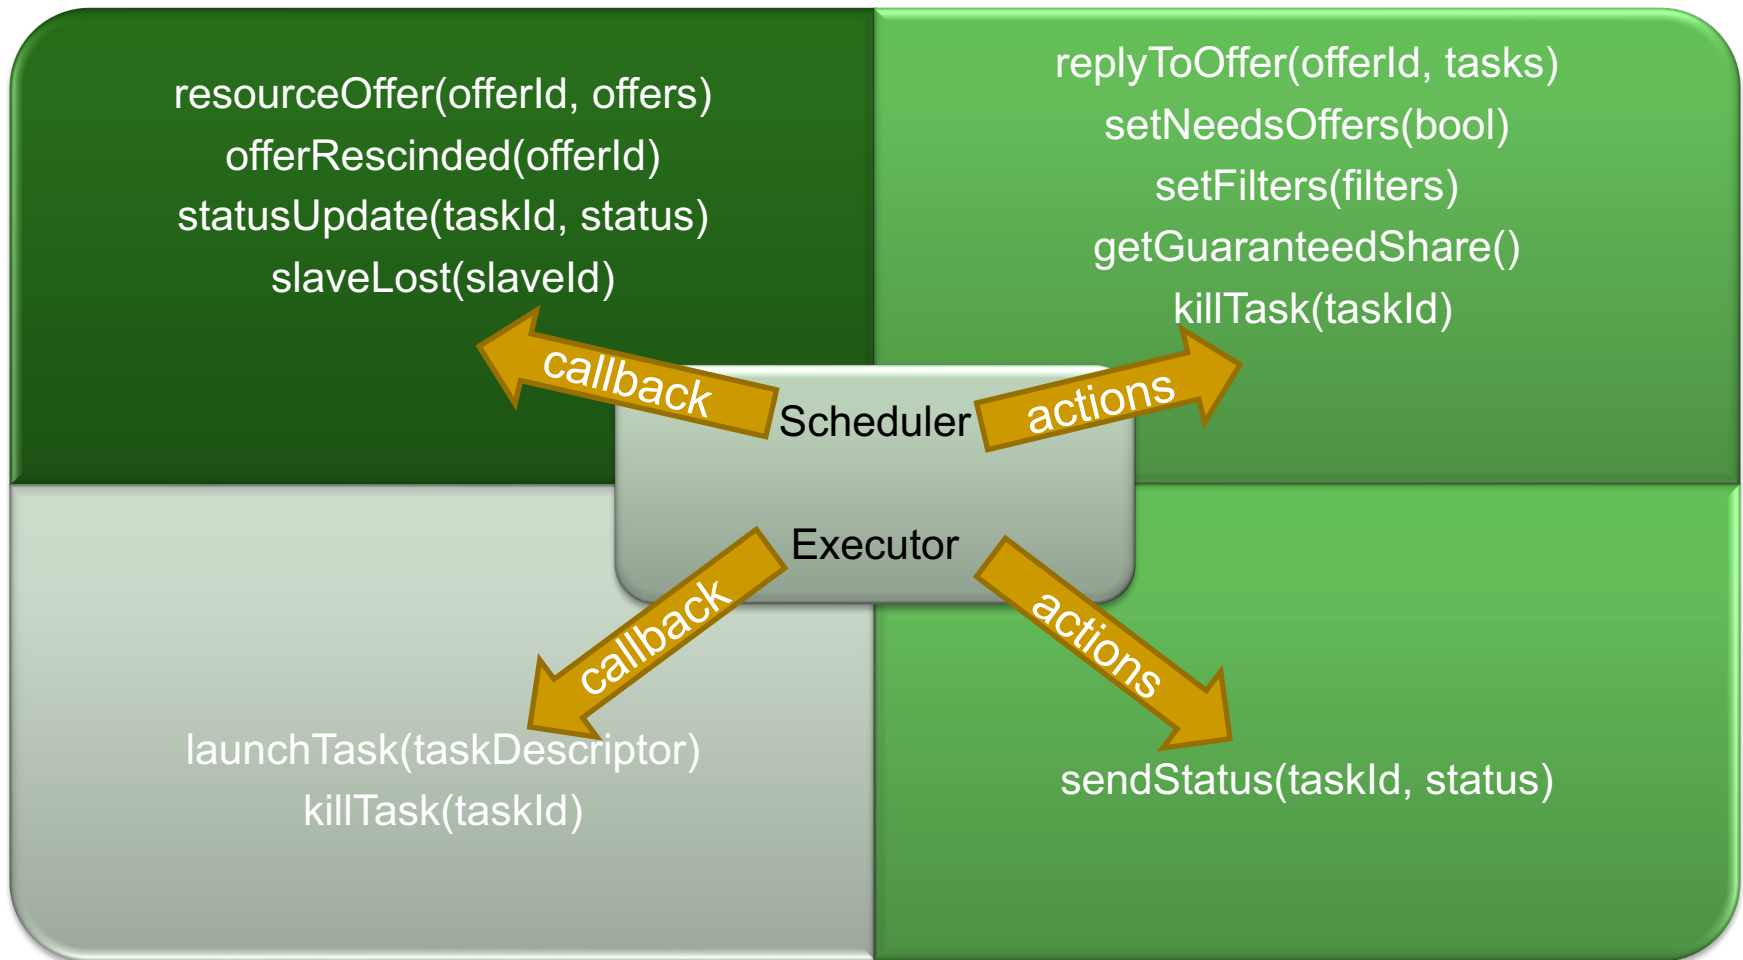 resourceOffer(offerId, offers)
offerRescinded(offerId)
statusUpdate(taskId, status)
slaveLost(slaveId)
replyToOffer(offerId, tasks)
setNeedsOffers(bool)
setFilters(filters)
getGuaranteedShare()
killTask(taskId)
callback
Scheduler
actions
Executor
callback
actions
launchTask(taskDescriptor)
killTask(taskId)
sendStatus(taskId, status)